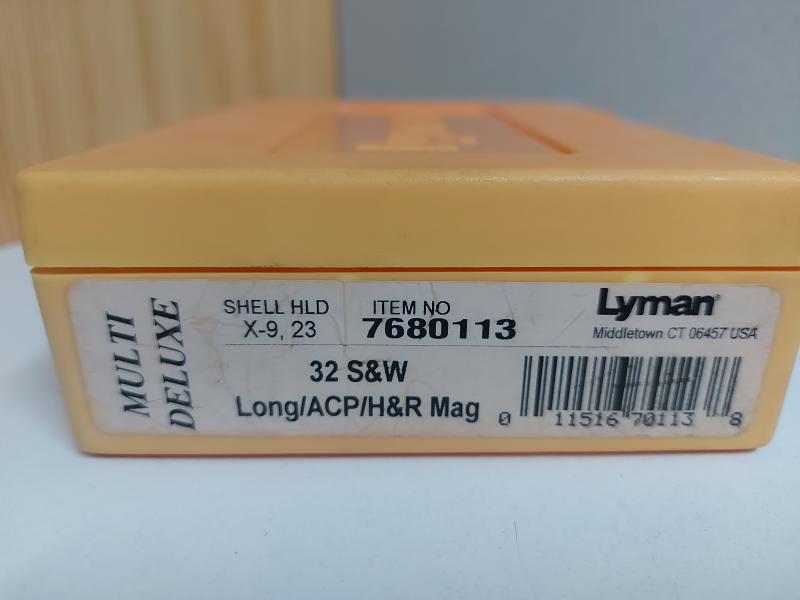 MULTI
DELUXE
SHELL HLD
X-9, 23
ITEM NO
7680113
Lyman®
Middletown CT 06457 USA
32 S&W
Long/ACP/H&R Mag
0 11516 70113 8